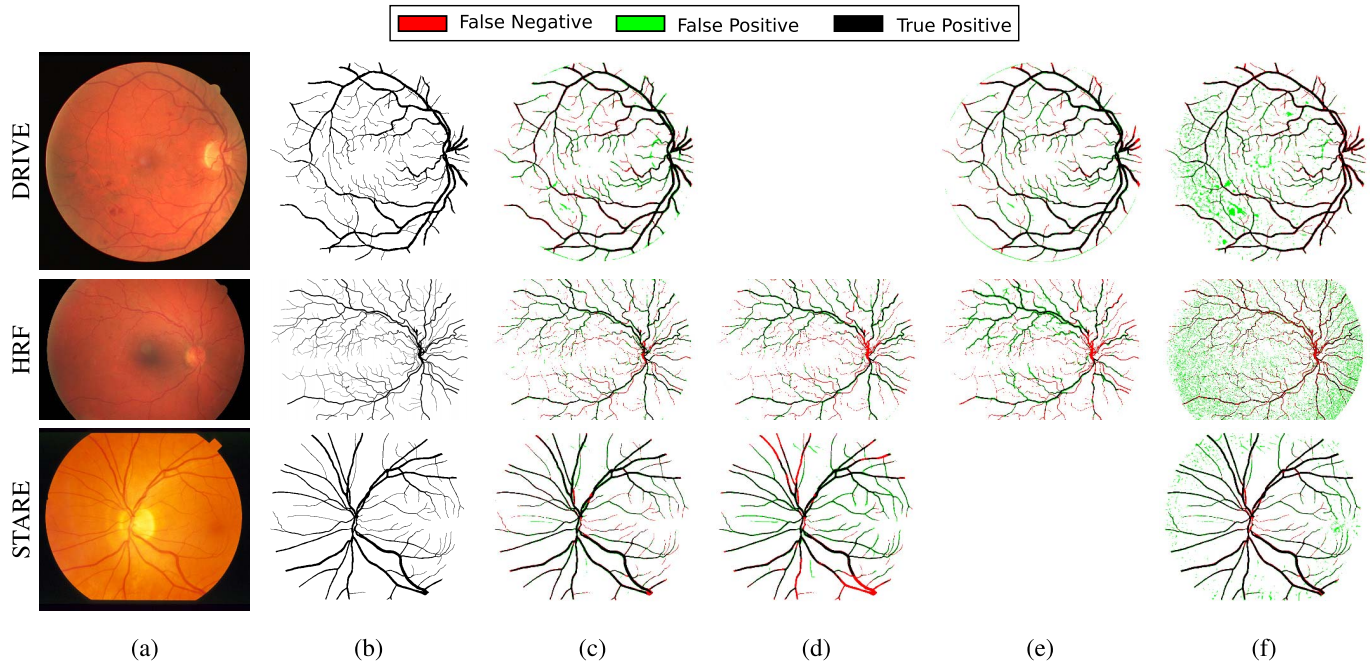 False Negative False Positive True Positive
DRIVE
HRF
STARE
(a) (b) (c) (d) (e) (f)